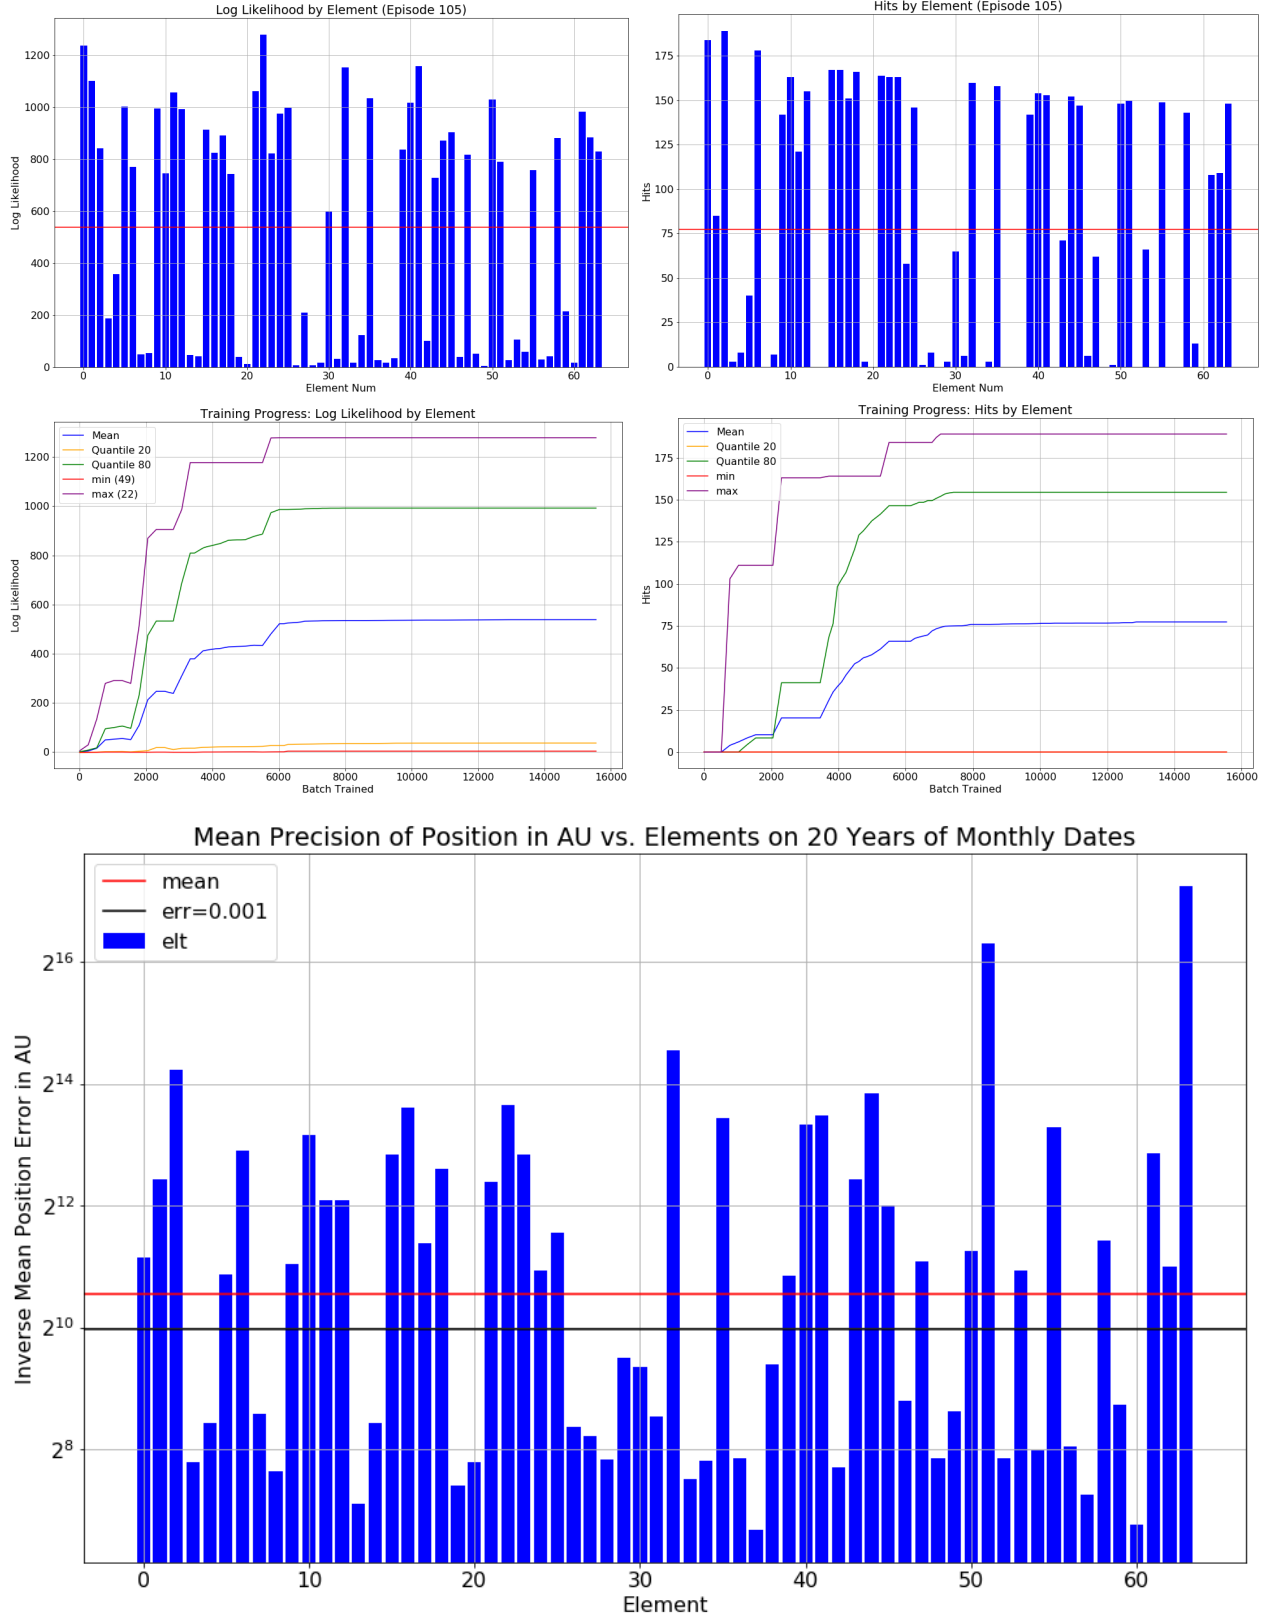 Log Likelihood by Element (Episode 105)
Log Likelihood
1200
1000
800
600
400
200
0
0 10 20 30 40 50 60
Element Num
Hits by Element (Episode 105)
Hits
175
150
125
100
75
50
25
0
0 10 20 30 40 50 60
Element Num
Training Progress: Log Likelihood by Element
Mean
Quantile 20
Quantile 80
min (49)
max (22)
Log Likelihood
1200
1000
800
600
400
200
0
0 2000 4000 6000 8000 10000 12000 14000 16000
Batch Trained
Training Progress: Hits by Element
Mean
Quantile 20
Quantile 80
min
max
Hits
175
150
125
100
75
50
25
0
0 2000 4000 6000 8000 10000 12000 14000 16000
Batch Trained
Mean Precision of Position in AU vs. Elements on 20 Years of Monthly Dates
mean
err=0.001
elt
Inverse Mean Position Error in AU
2^16
2^14
2^12
2^10
2^8
0 10 20 30 40 50 60
Element